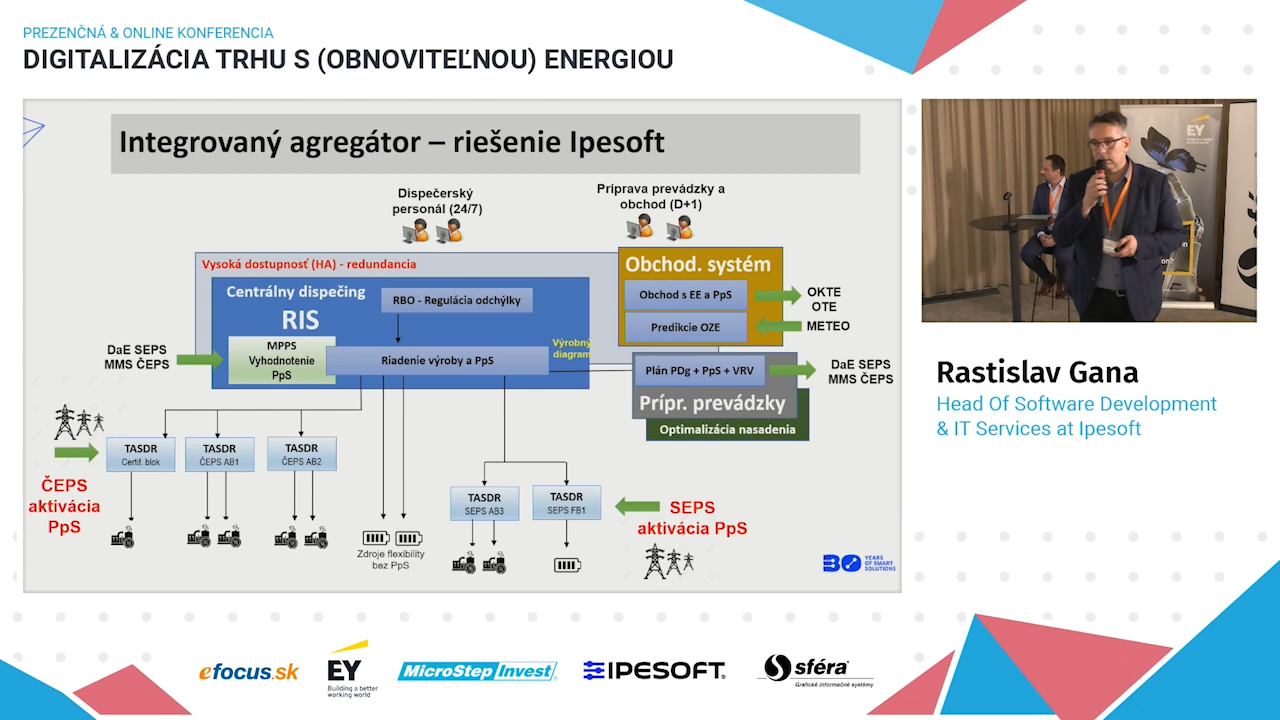 PREZENČNÁ & ONLINE KONFERENCIA
DIGITALIZÁCIA TRHU S (OBNOVITEĽNOU) ENERGIOU
Integrovaný agregátor – riešenie Ipesoft
Dispečerský
personál (24/7)
Príprava prevádzky a
obchod (D+1)
Vysoká dostupnosť (HA) - redundancia
Centrálny dispečing
RIS
RBO - Regulácia odchýlky
MPPS
Vyhodnotenie
PpS
Riadenie výroby a PpS
Výrobný
diagram
Obchod. systém
Obchod s EE a PpS
Predikcie OZE
OKTE
OTE
METEO
DaE SEPS
MMS ČEPS
Plán PDg + PpS + VRV
Prípr. prevádzky
Optimalizácia nasadenia
DaE SEPS
MMS ČEPS
TASDR
Certif. blok
TASDR
ČEPS AB1
TASDR
ČEPS AB2
ČEPS
aktivácia
PpS
TASDR
SEPS AB3
TASDR
SEPS FB1
SEPS
aktivácia PpS
Zdroje flexibility
bez PpS
30 YEARS
OF SMART
SOLUTIONS
EY
Rastislav Gana
Head Of Software Development
& IT Services at Ipesoft
efocus.sk
EY
Building a better
working world
MicroStep Invest
IPESOFT
sféra
Grafické informačné systémy